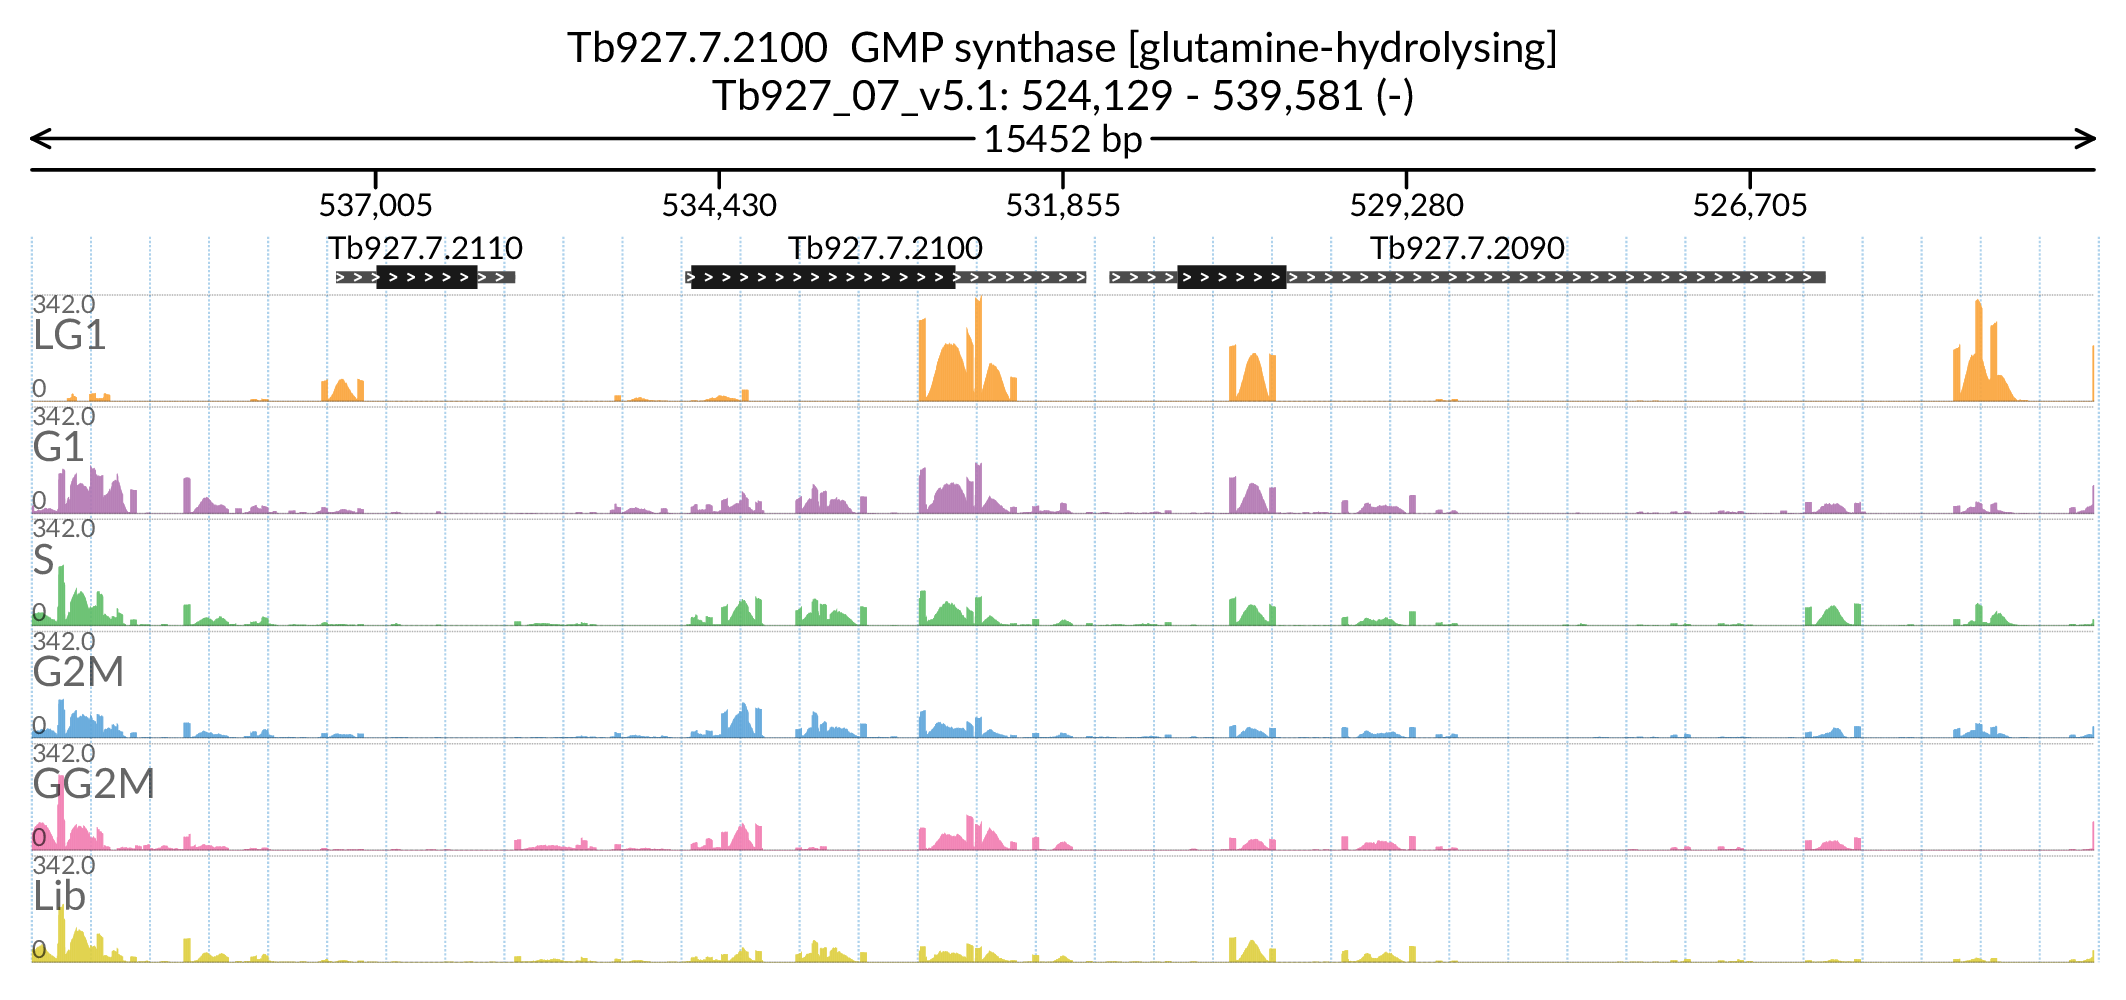 Tb927.7.2100  GMP synthase [glutamine-hydrolysing]
Tb927_07_v5.1: 524,129 - 539,581 (-)
15452 bp
537,005 534,430 531,855 529,280 526,705
Tb927.7.2110 Tb927.7.2100 Tb927.7.2090
342.0
LG1
0
342.0
G1
0
342.0
S
0
342.0
G2M
0
342.0
GG2M
0
342.0
Lib
0